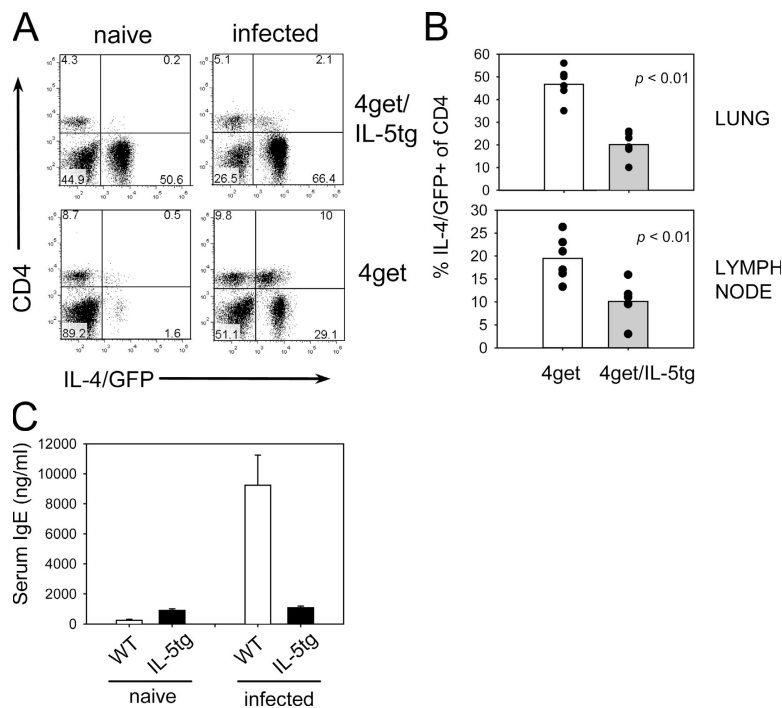 A
naive
infected
4.3 0.2
5.1 2.1
44.9 50.6
26.5 66.4
4get/
IL-5tg
8.7 0.5
9.8 10
89.2 1.6
51.1 29.1
4get
CD4
IL-4/GFP
B
% IL-4/GFP+ of CD4
60
50
40
30
20
10
0
p < 0.01
LUNG
30
25
20
15
10
5
0
p < 0.01
LYMPH
NODE
4get 4get/IL-5tg
C
Serum IgE (ng/ml)
12000
10000
8000
6000
4000
2000
0
WT IL-5tg WT IL-5tg
naive infected